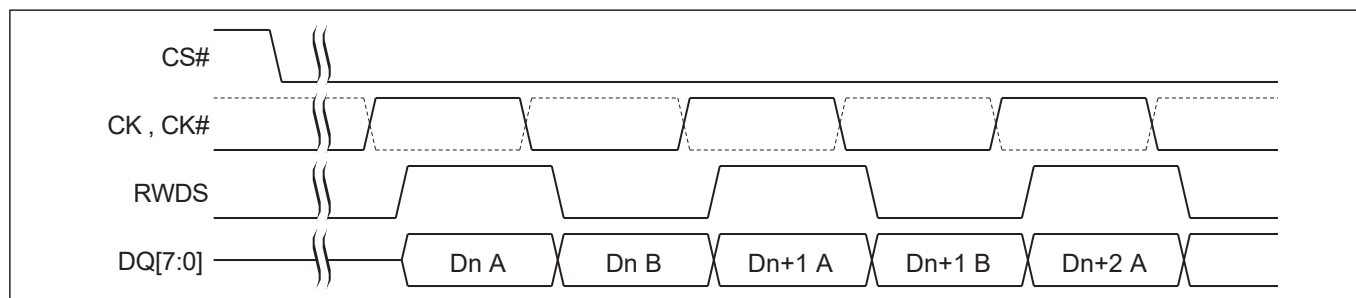 CS#
CK , CK#
RWDS
DQ[7:0]
Dn A
Dn B
Dn+1 A
Dn+1 B
Dn+2 A